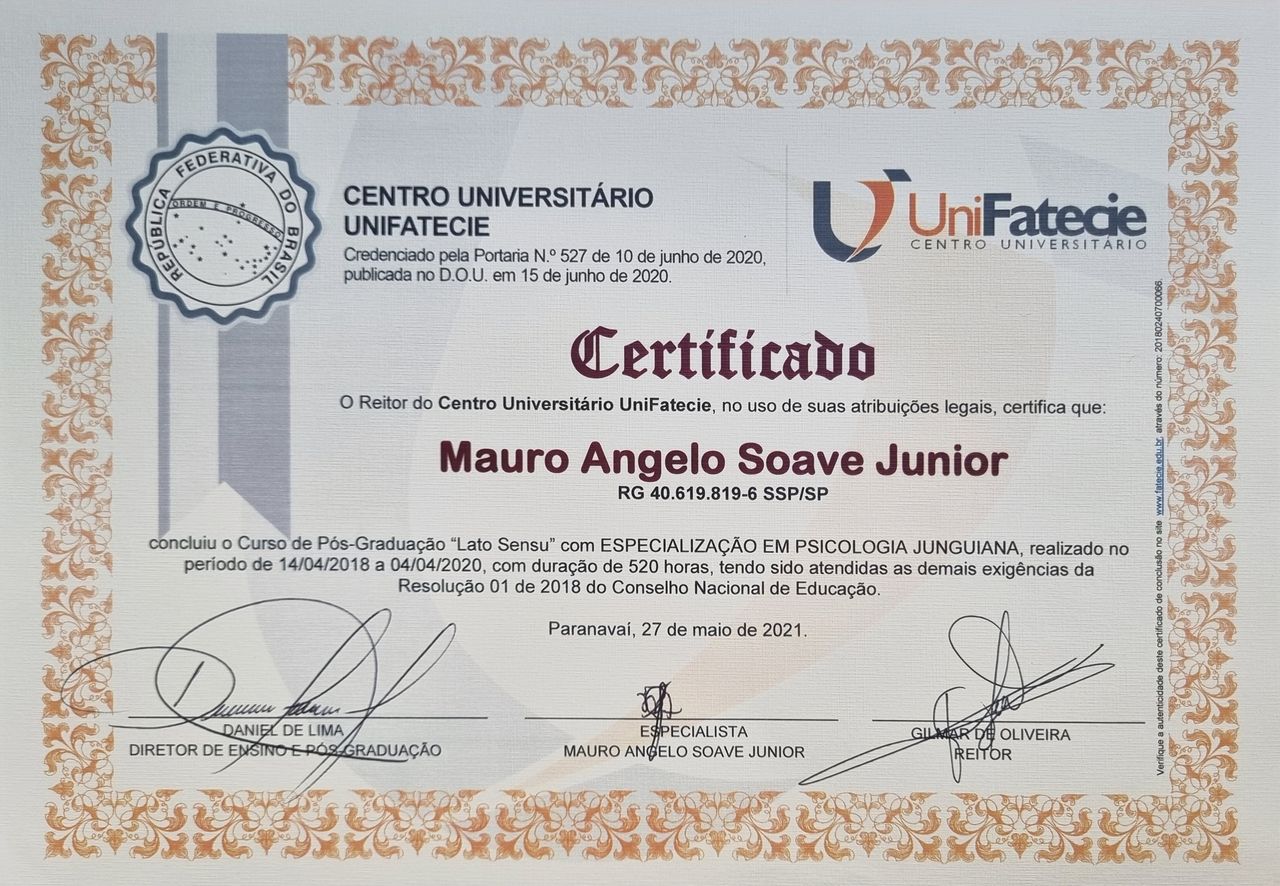 REPÚBLICA FEDERATIVA DO BRASIL
ORDEM E PROGRESSO
CENTRO UNIVERSITÁRIO
UNIFATECIE
Credenciado pela Portaria N.º 527 de 10 de junho de 2020,
publicada no D.O.U. em 15 de junho de 2020.
UniFatecie
CENTRO UNIVERSITÁRIO
Certificado
O Reitor do Centro Universitário UniFatecie, no uso de suas atribuições legais, certifica que:
Mauro Angelo Soave Junior
RG 40.619.819-6 SSP/SP
concluiu o Curso de Pós-Graduação “Lato Sensu” com ESPECIALIZAÇÃO EM PSICOLOGIA JUNGUIANA, realizado no
período de 14/04/2018 a 04/04/2020, com duração de 520 horas, tendo sido atendidas as demais exigências da
Resolução 01 de 2018 do Conselho Nacional de Educação.
Paranavaí, 27 de maio de 2021.
DANIEL DE LIMA
DIRETOR DE ENSINO E PÓS-GRADUAÇÃO
ESPECIALISTA
MAURO ANGELO SOAVE JUNIOR
GILMAR DE OLIVEIRA
REITOR
Verifique a autenticidade deste certificado de conclusão no site www.fatecie.edu.br, através do número: 20180240700066.